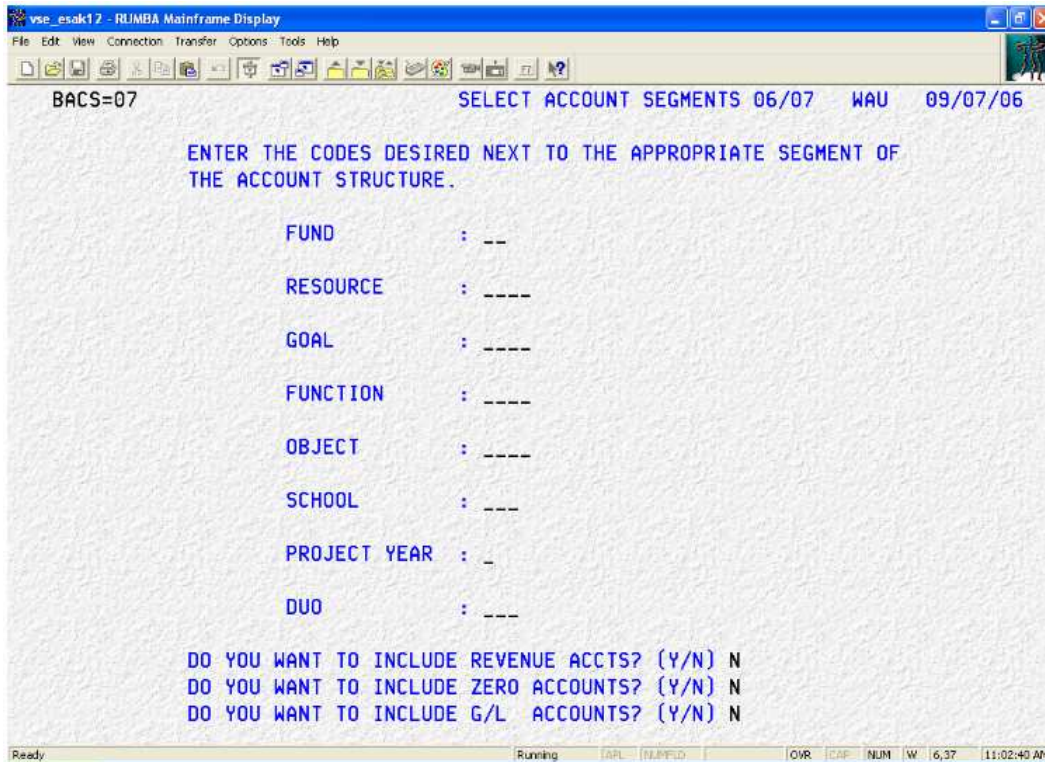 vse_esak12 - RUMBA Mainframe Display
File Edit View Connection Transfer Options Tools Help
BACS=07 SELECT ACCOUNT SEGMENTS 06/07 WAU 09/07/06
ENTER THE CODES DESIRED NEXT TO THE APPROPRIATE SEGMENT OF
THE ACCOUNT STRUCTURE.
FUND : __
RESOURCE : ____
GOAL : ____
FUNCTION : ____
OBJECT : ____
SCHOOL : ___
PROJECT YEAR : _
DUO : ___
DO YOU WANT TO INCLUDE REVENUE ACCTS? (Y/N) N
DO YOU WANT TO INCLUDE ZERO ACCOUNTS? (Y/N) N
DO YOU WANT TO INCLUDE G/L ACCOUNTS? (Y/N) N
Ready Running APL NUMFLD OVR CAP NUM W 6,37 11:02:40 AM